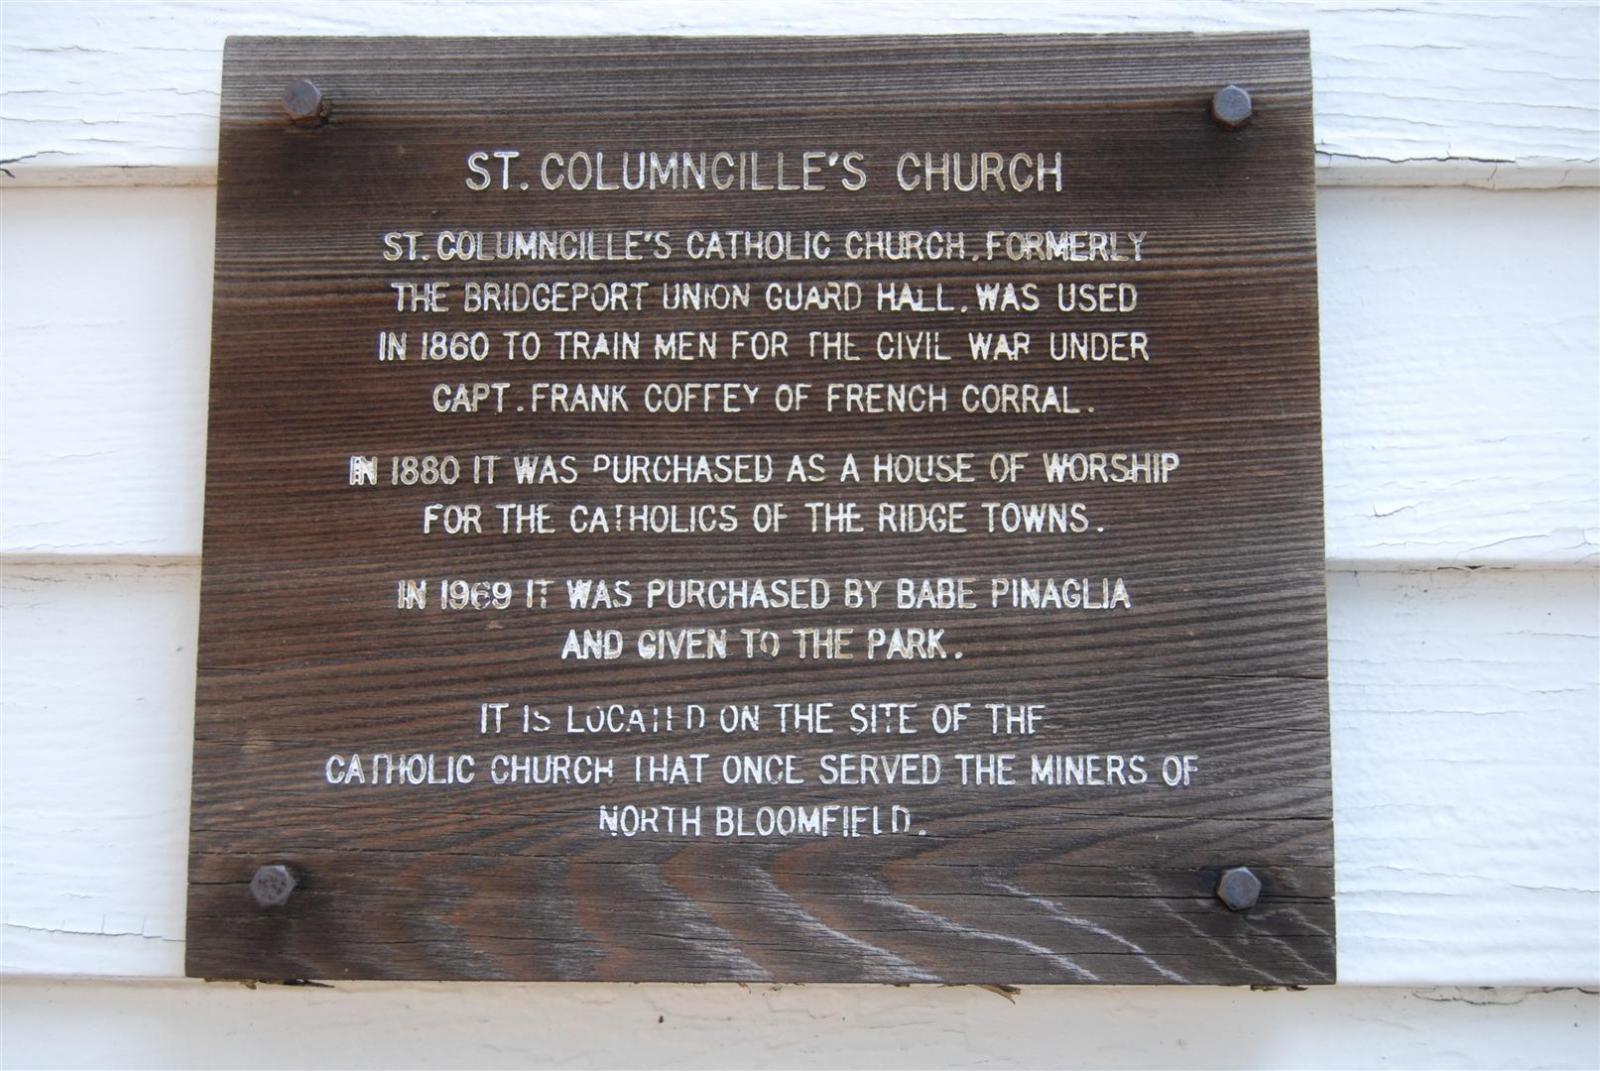 ST. COLUMNCILLE'S CHURCH
ST. COLUMNCILLE'S CATHOLIC CHURCH, FORMERLY
THE BRIDGEPORT UNION GUARD HALL, WAS USED
IN 1860 TO TRAIN MEN FOR THE CIVIL WAR UNDER
CAPT. FRANK COFFEY OF FRENCH CORRAL.
IN 1880 IT WAS PURCHASED AS A HOUSE OF WORSHIP
FOR THE CATHOLICS OF THE RIDGE TOWNS.
IN 1969 IT WAS PURCHASED BY BABE PINAGLIA
AND GIVEN TO THE PARK.
IT IS LOCATED ON THE SITE OF THE
CATHOLIC CHURCH THAT ONCE SERVED THE MINERS OF
NORTH BLOOMFIELD.